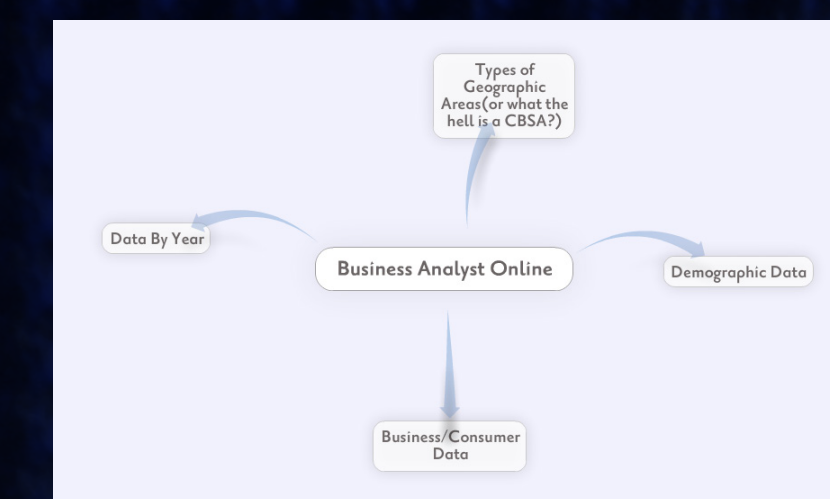 Types of
Geographic
Areas(or what the
hell is a CBSA?)
Data By Year
Business Analyst Online
Demographic Data
Business/Consumer
Data